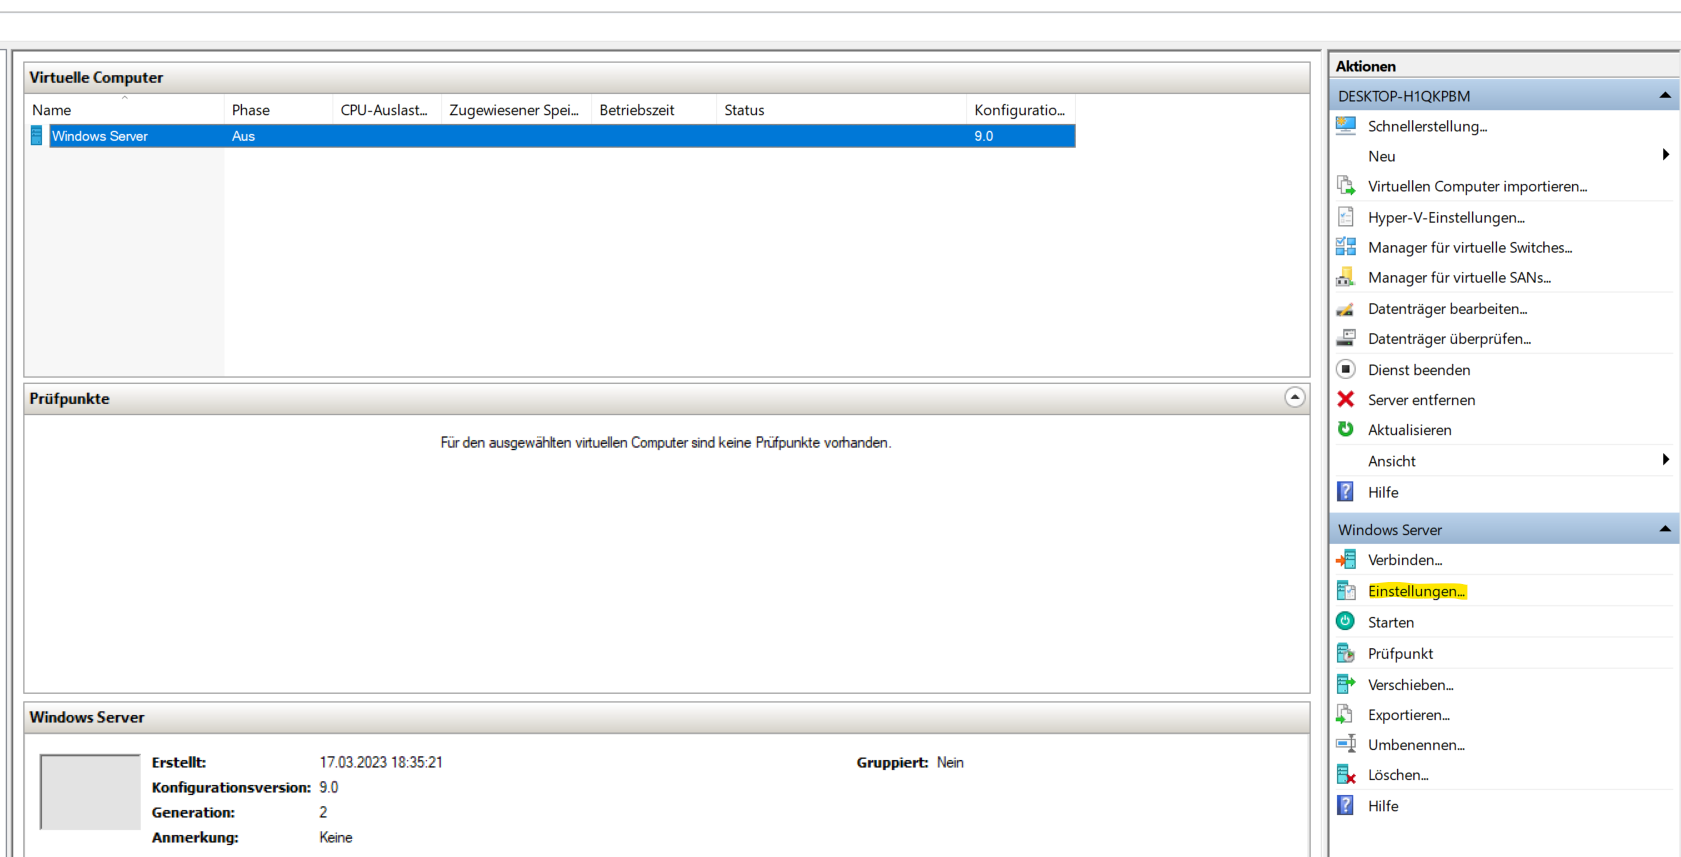 Virtuelle Computer
Name Phase CPU-Auslast... Zugewiesener Spei... Betriebszeit Status Konfiguratio...
Windows Server Aus 9.0
Prüfpunkte
Für den ausgewählten virtuellen Computer sind keine Prüfpunkte vorhanden.
Windows Server
Erstellt: 17.03.2023 18:35:21 Gruppiert: Nein
Konfigurationsversion: 9.0
Generation: 2
Anmerkung: Keine
Aktionen
DESKTOP-H1QKPBM
Schnellerstellung...
Neu
Virtuellen Computer importieren...
Hyper-V-Einstellungen...
Manager für virtuelle Switches...
Manager für virtuelle SANs...
Datenträger bearbeiten...
Datenträger überprüfen...
Dienst beenden
Server entfernen
Aktualisieren
Ansicht
Hilfe
Windows Server
Verbinden...
Einstellungen...
Starten
Prüfpunkt
Verschieben...
Exportieren...
Umbenennen...
Löschen...
Hilfe